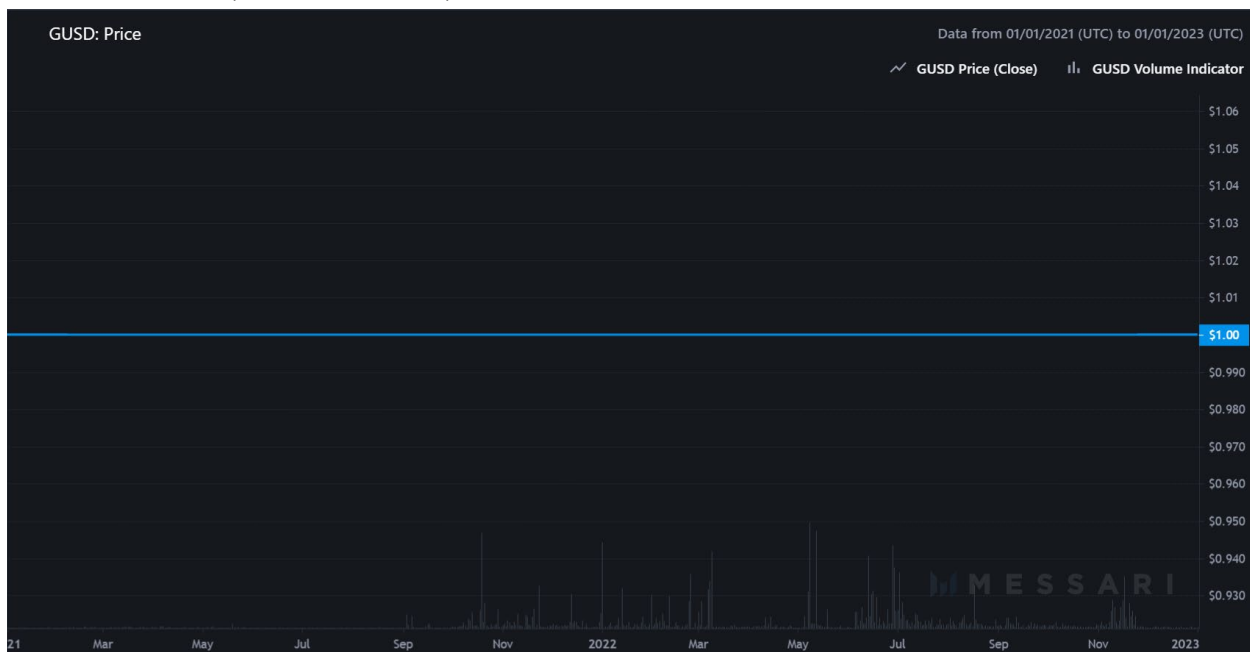 GUSD: Price
Data from 01/01/2021 (UTC) to 01/01/2023 (UTC)
GUSD Price (Close) GUSD Volume Indicator
$1.06
$1.05
$1.04
$1.03
$1.02
$1.01
$1.00
$0.990
$0.980
$0.970
$0.960
$0.950
$0.940
MESSARI
$0.930
21 Mar May Jul Sep Nov 2022 Mar May Jul Sep Nov 2023